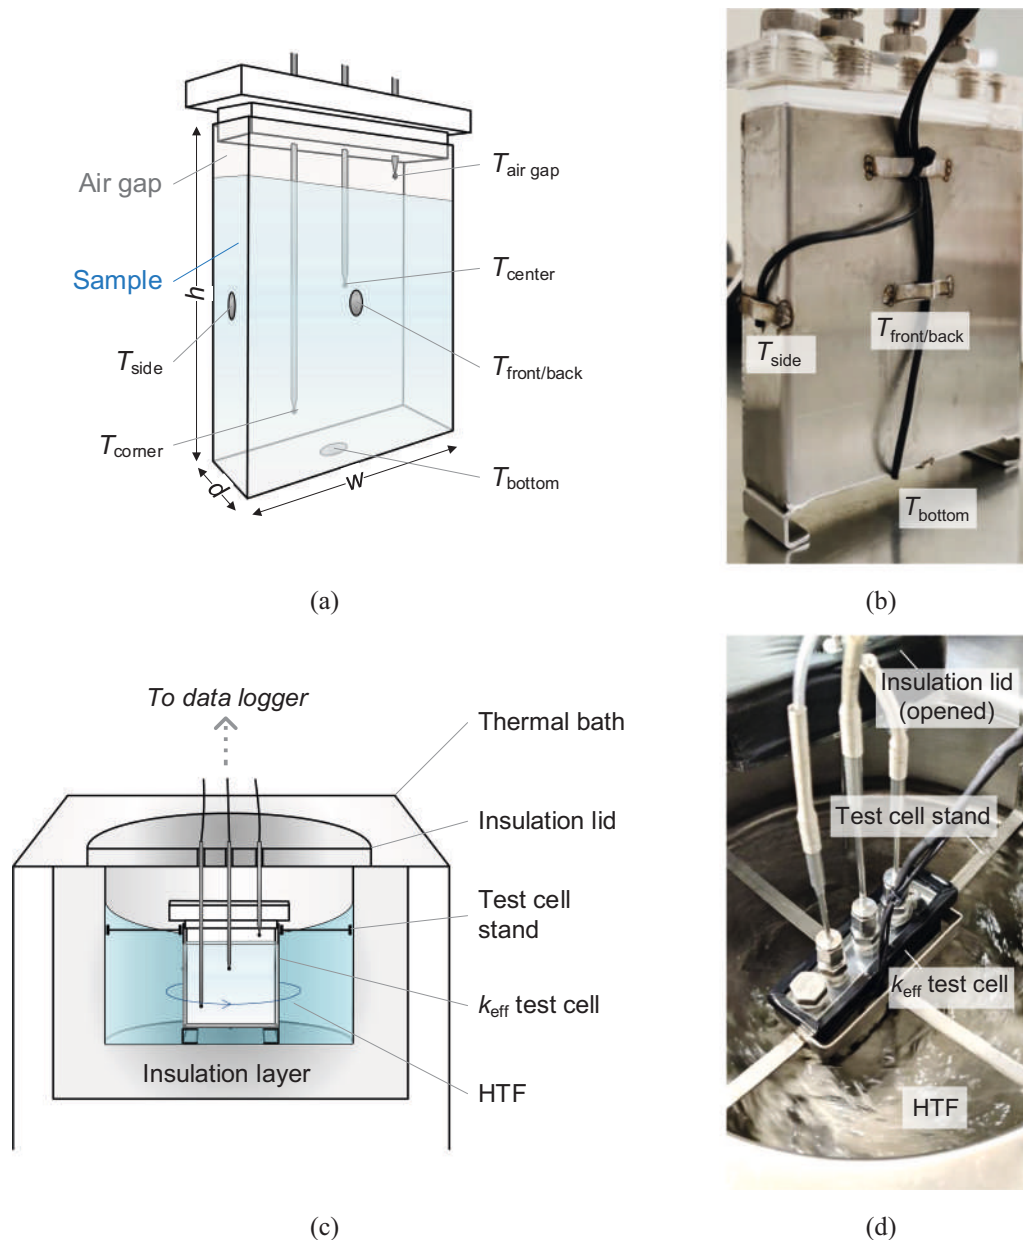 Air gap
Sample
h
T_side
T_corner
d
w
T_air gap
T_center
T_front/back
T_bottom
(a)
T_side
T_front/back
T_bottom
(b)
To data logger
Thermal bath
Insulation lid
Test cell
stand
k_eff test cell
HTF
Insulation layer
(c)
Insulation lid
(opened)
Test cell stand
k_eff test cell
HTF
(d)